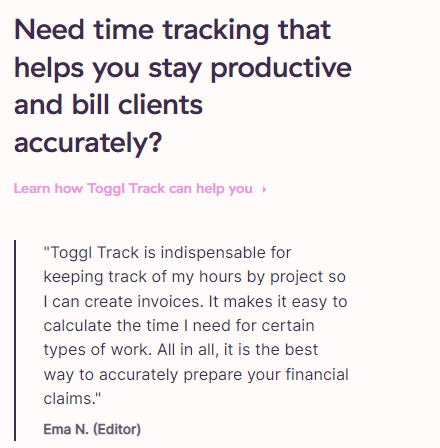 Need time tracking that
helps you stay productive
and bill clients
accurately?
Learn how Toggl Track can help you
"Toggl Track is indispensable for
keeping track of my hours by project so
I can create invoices. It makes it easy to
calculate the time I need for certain
types of work. All in all, it is the best
way to accurately prepare your financial
claims."
Ema N. (Editor)